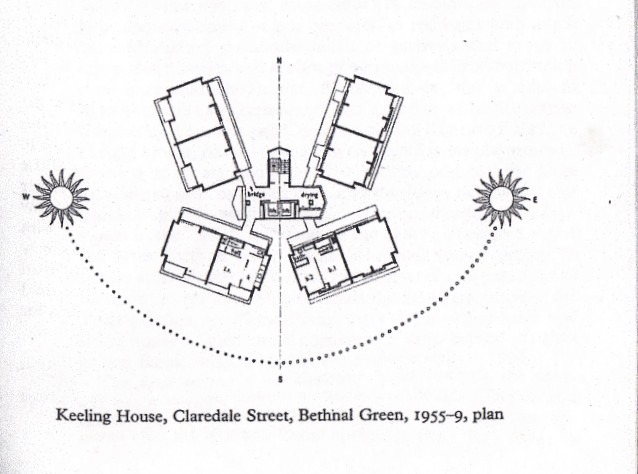 N
W
bridge
drying
E
S
Keeling House, Claredale Street, Bethnal Green, 1955–9, plan